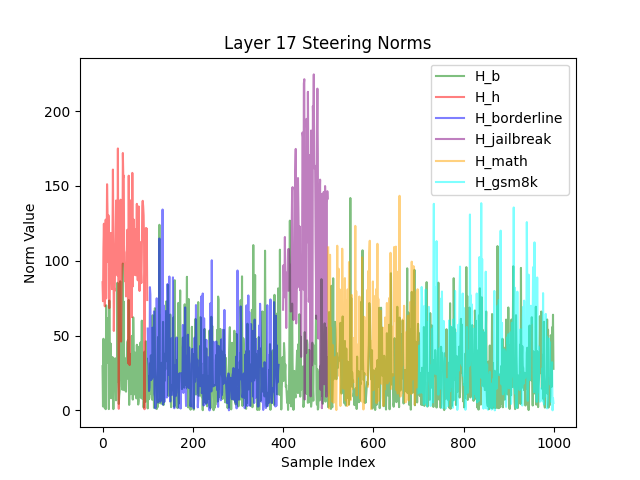 Layer 17 Steering Norms
H_b
H_h
H_borderline
H_jailbreak
H_math
H_gsm8k
Norm Value
200
150
100
50
0
0 200 400 600 800 1000
Sample Index